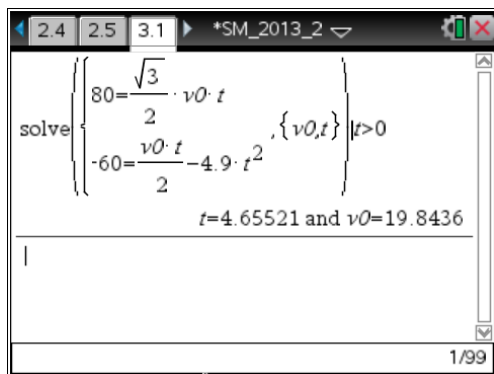 2.4 2.5 3.1 *SM_2013_2
solve({80=√3/2·v0·t
-60=v0·t/2-4.9·t²,{v0,t})|t>0
t=4.65521 and v0=19.8436
1/99